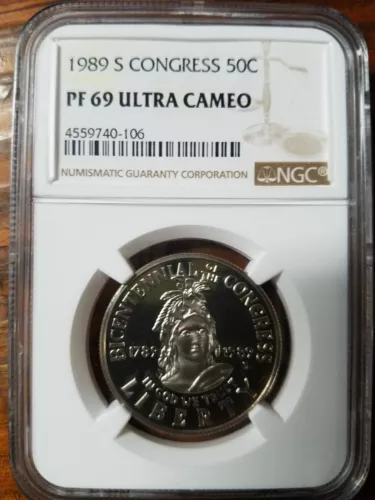 1989 S CONGRESS 50C
PF 69 ULTRA CAMEO
4559740-106
NUMISMATIC GUARANTY CORPORATION
NGC®
BICENTENNIAL OF THE CONGRESS
1789 1989
IN GOD WE TRUST
LIBERTY